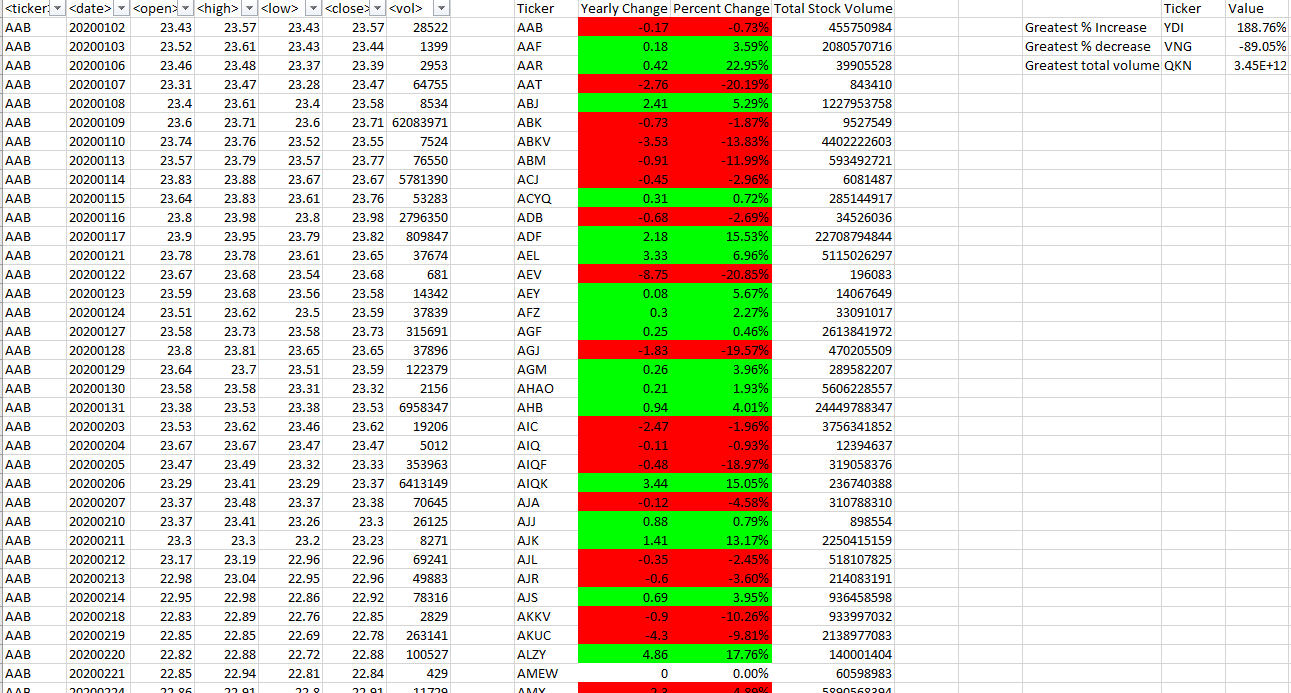 <ticker> <date> <open> <high> <low> <close> <vol> Ticker Yearly Change Percent Change Total Stock Volume Ticker Value
AAB 20200102 23.43 23.57 23.43 23.57 28522 AAB -0.17 -0.73% 455750984 Greatest % Increase YDI 188.76%
AAB 20200103 23.52 23.61 23.43 23.44 1399 AAF 0.18 3.59% 2080570716 Greatest % decrease VNG -89.05%
AAB 20200106 23.46 23.48 23.37 23.39 2953 AAR 0.42 22.95% 39905528 Greatest total volume QKN 3.45E+12
AAB 20200107 23.31 23.47 23.28 23.47 64755 AAT -2.76 -20.19% 843410
AAB 20200108 23.4 23.61 23.4 23.58 8534 ABJ 2.41 5.29% 1227953758
AAB 20200109 23.6 23.71 23.6 23.71 62083971 ABK -0.73 -1.87% 9527549
AAB 20200110 23.74 23.76 23.52 23.55 7524 ABKV -3.53 -13.83% 4402222603
AAB 20200113 23.57 23.79 23.57 23.77 76550 ABM -0.91 -11.99% 593492721
AAB 20200114 23.83 23.88 23.67 23.67 5781390 ACJ -0.45 -2.96% 6081487
AAB 20200115 23.64 23.83 23.61 23.76 53283 ACYQ 0.31 0.72% 285144917
AAB 20200116 23.8 23.98 23.8 23.98 2796350 ADB -0.68 -2.69% 34526036
AAB 20200117 23.9 23.95 23.79 23.82 809847 ADF 2.18 15.53% 22708794844
AAB 20200121 23.78 23.78 23.61 23.65 37674 AEL 3.33 6.96% 5115026297
AAB 20200122 23.67 23.68 23.54 23.68 681 AEV -8.75 -20.85% 196083
AAB 20200123 23.59 23.68 23.56 23.58 14342 AEY 0.08 5.67% 14067649
AAB 20200124 23.51 23.62 23.5 23.59 37839 AFZ 0.3 2.27% 33091017
AAB 20200127 23.58 23.73 23.58 23.73 315691 AGF 0.25 0.46% 2613841972
AAB 20200128 23.8 23.81 23.65 23.65 37896 AGJ -1.83 -19.57% 470205509
AAB 20200129 23.64 23.7 23.51 23.59 122379 AGM 0.26 3.96% 289582207
AAB 20200130 23.58 23.58 23.31 23.32 2156 AHAO 0.21 1.93% 5606228557
AAB 20200131 23.38 23.53 23.38 23.53 6958347 AHB 0.94 4.01% 24449788347
AAB 20200203 23.53 23.62 23.46 23.62 19206 AIC -2.47 -1.96% 3756341852
AAB 20200204 23.67 23.67 23.47 23.47 5012 AIQ -0.11 -0.93% 12394637
AAB 20200205 23.47 23.49 23.32 23.33 353963 AIQF -0.48 -18.97% 319058376
AAB 20200206 23.29 23.41 23.29 23.37 6413149 AIQK 3.44 15.05% 236740388
AAB 20200207 23.37 23.48 23.37 23.38 70645 AJA -0.12 -4.58% 310788310
AAB 20200210 23.37 23.41 23.26 23.3 26125 AJJ 0.88 0.79% 898554
AAB 20200211 23.3 23.3 23.2 23.23 8271 AJK 1.41 13.17% 2250415159
AAB 20200212 23.17 23.19 22.96 22.96 69241 AJL -0.35 -2.45% 518107825
AAB 20200213 22.98 23.04 22.95 22.96 49883 AJR -0.6 -3.60% 214083191
AAB 20200214 22.95 22.98 22.86 22.92 78316 AJS 0.69 3.95% 936458598
AAB 20200218 22.83 22.89 22.76 22.85 2829 AKKV -0.9 -10.26% 933997032
AAB 20200219 22.85 22.85 22.69 22.78 263141 AKUC -4.3 -9.81% 2138977083
AAB 20200220 22.82 22.88 22.72 22.88 100527 ALZY 4.86 17.76% 140001404
AAB 20200221 22.85 22.94 22.81 22.84 429 AMEW 0 0.00% 60598983
AAB 20200224 22.86 22.91 22.8 22.91 11729 AMX -2.3 -4.89% 5890568394